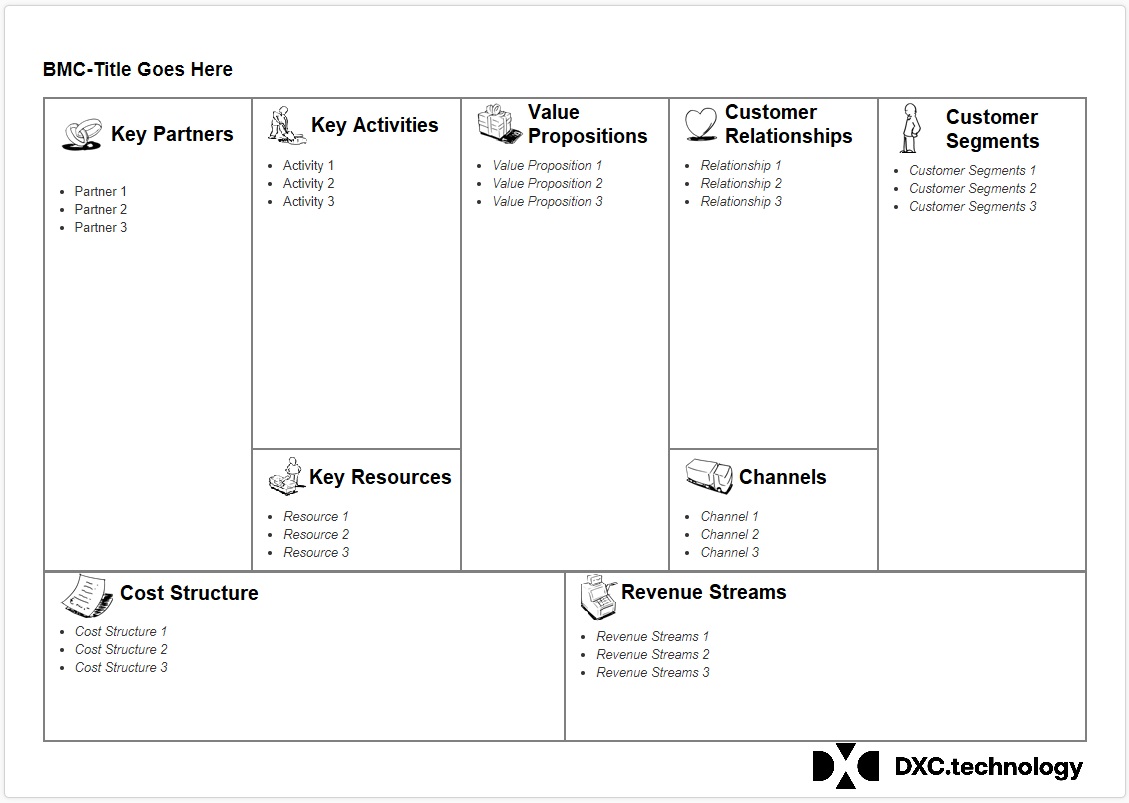 BMC-Title Goes Here
Key Partners
• Partner 1
• Partner 2
• Partner 3
Key Activities
• Activity 1
• Activity 2
• Activity 3
Key Resources
• Resource 1
• Resource 2
• Resource 3
Value
Propositions
• Value Proposition 1
• Value Proposition 2
• Value Proposition 3
Customer
Relationships
• Relationship 1
• Relationship 2
• Relationship 3
Channels
• Channel 1
• Channel 2
• Channel 3
Customer
Segments
• Customer Segments 1
• Customer Segments 2
• Customer Segments 3
Cost Structure
• Cost Structure 1
• Cost Structure 2
• Cost Structure 3
Revenue Streams
• Revenue Streams 1
• Revenue Streams 2
• Revenue Streams 3
DXC.technology